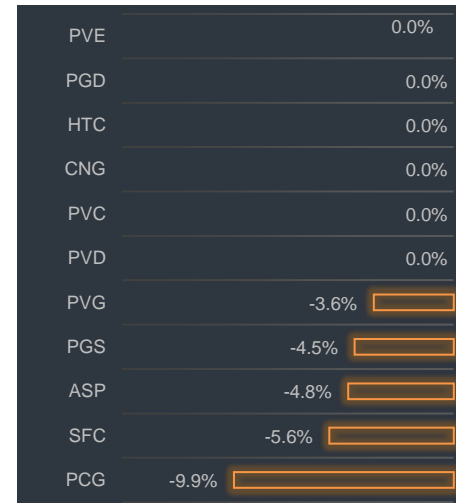 PVE 0.0%
PGD 0.0%
HTC 0.0%
CNG 0.0%
PVC 0.0%
PVD 0.0%
PVG -3.6%
PGS -4.5%
ASP -4.8%
SFC -5.6%
PCG -9.9%